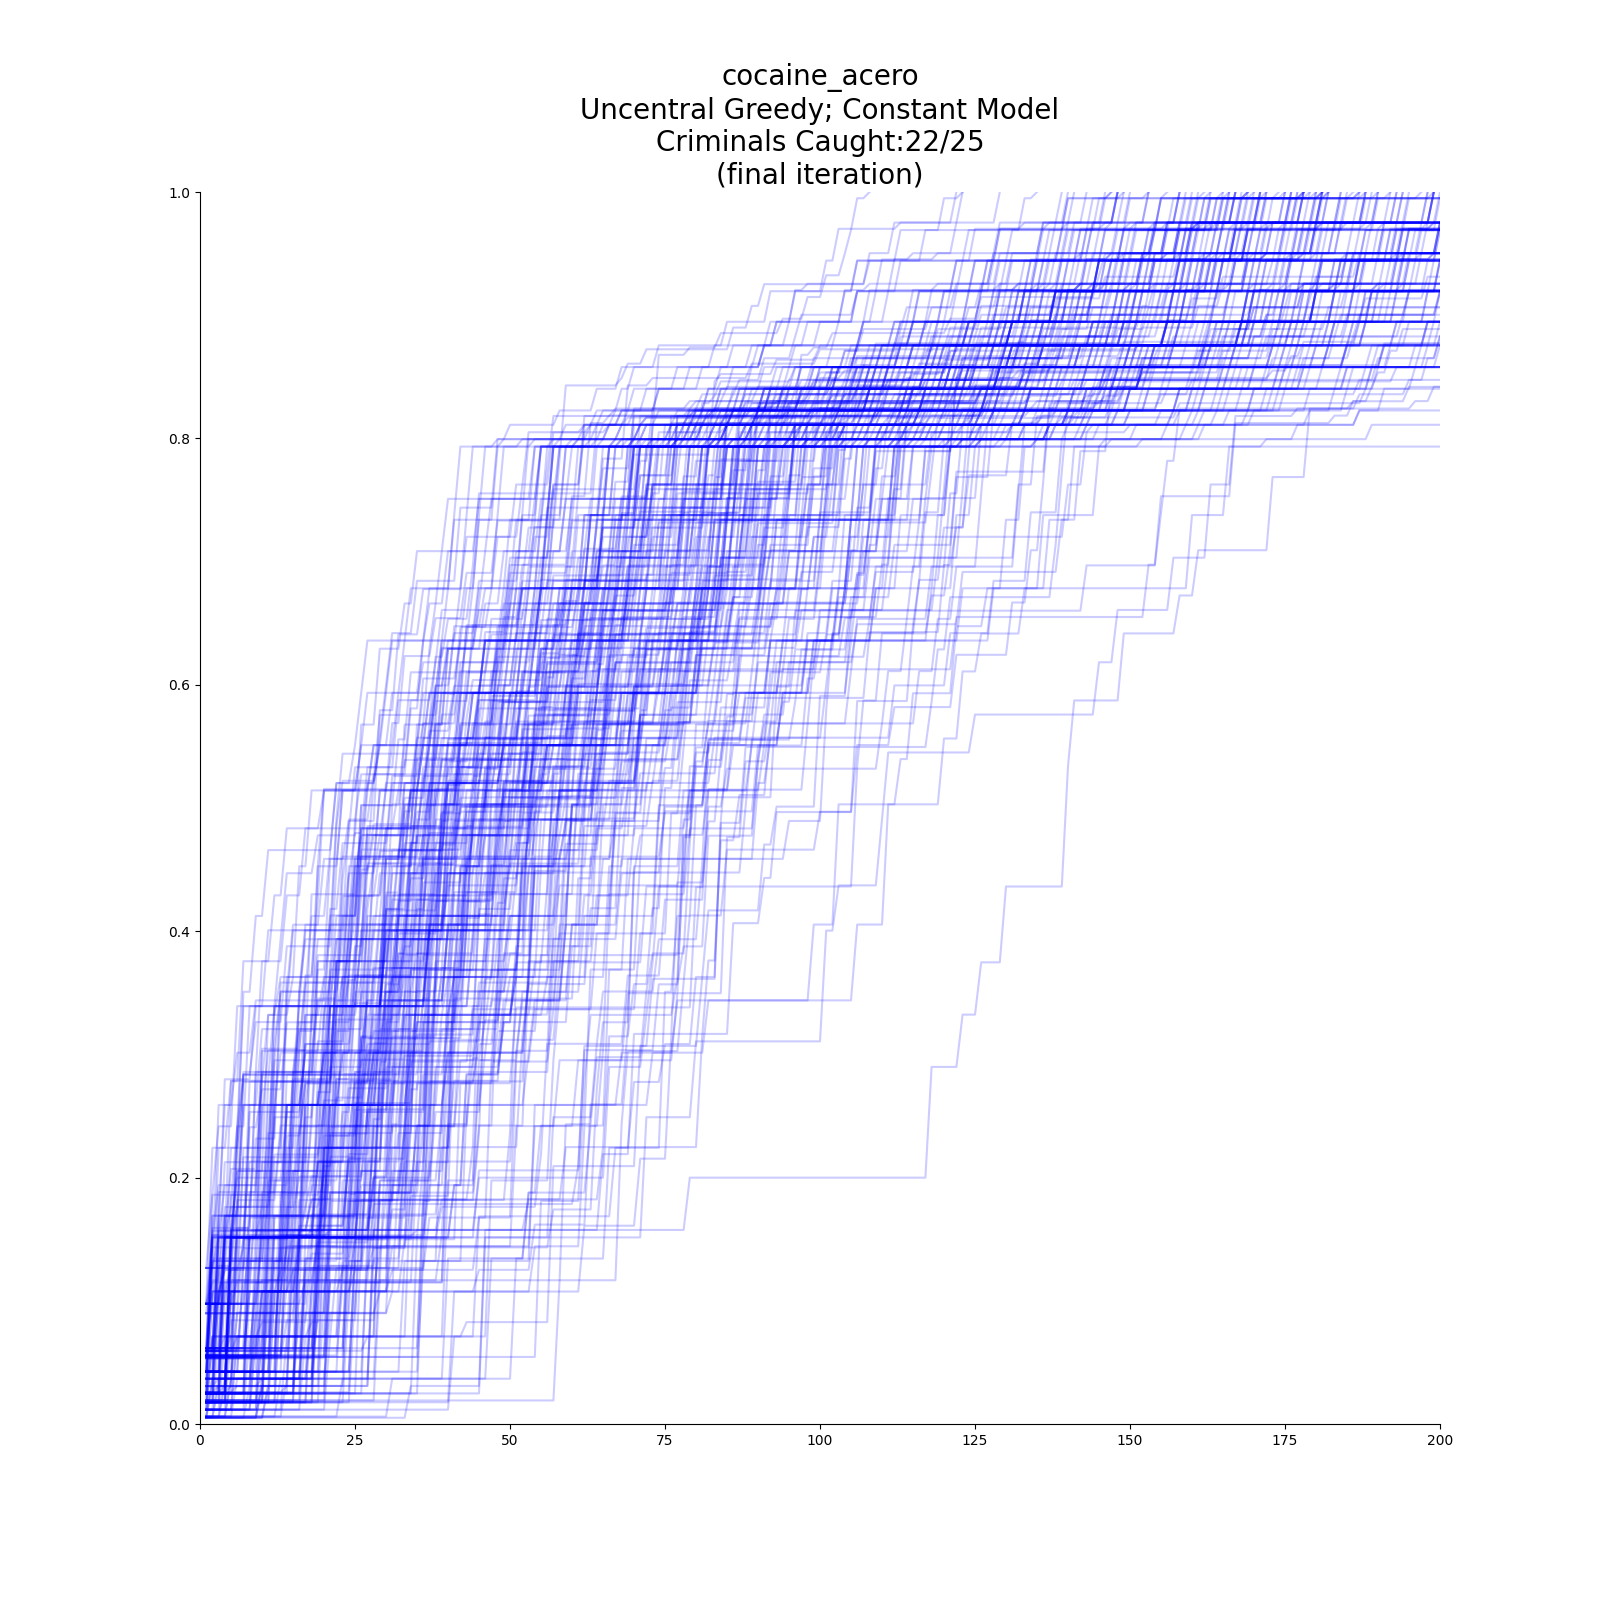 cocaine_acero
Uncentral Greedy; Constant Model
Criminals Caught:22/25
(final iteration)
1.0
0.8
0.6
0.4
0.2
0.0
0 25 50 75 100 125 150 175 200